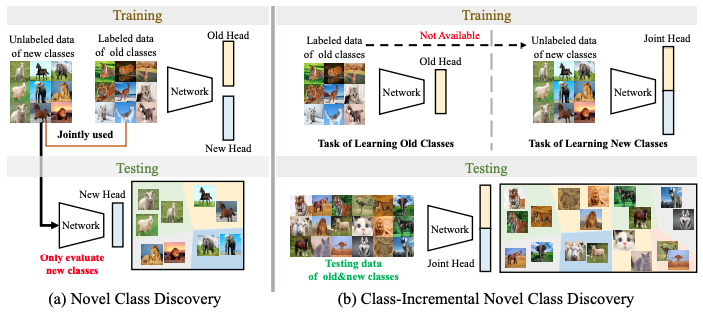 Training
Unlabeled data
of new classes
Labeled data
of old classes
Old Head
Network
Jointly used
New Head
Testing
New Head
Network
Only evaluate
new classes
(a) Novel Class Discovery
Training
Labeled data
of old classes
Not Available
Old Head
Network
Task of Learning Old Classes
Unlabeled data
of new classes
Joint Head
Network
Task of Learning New Classes
Testing
Testing data
of old&new classes
Network
Joint Head
(b) Class-Incremental Novel Class Discovery